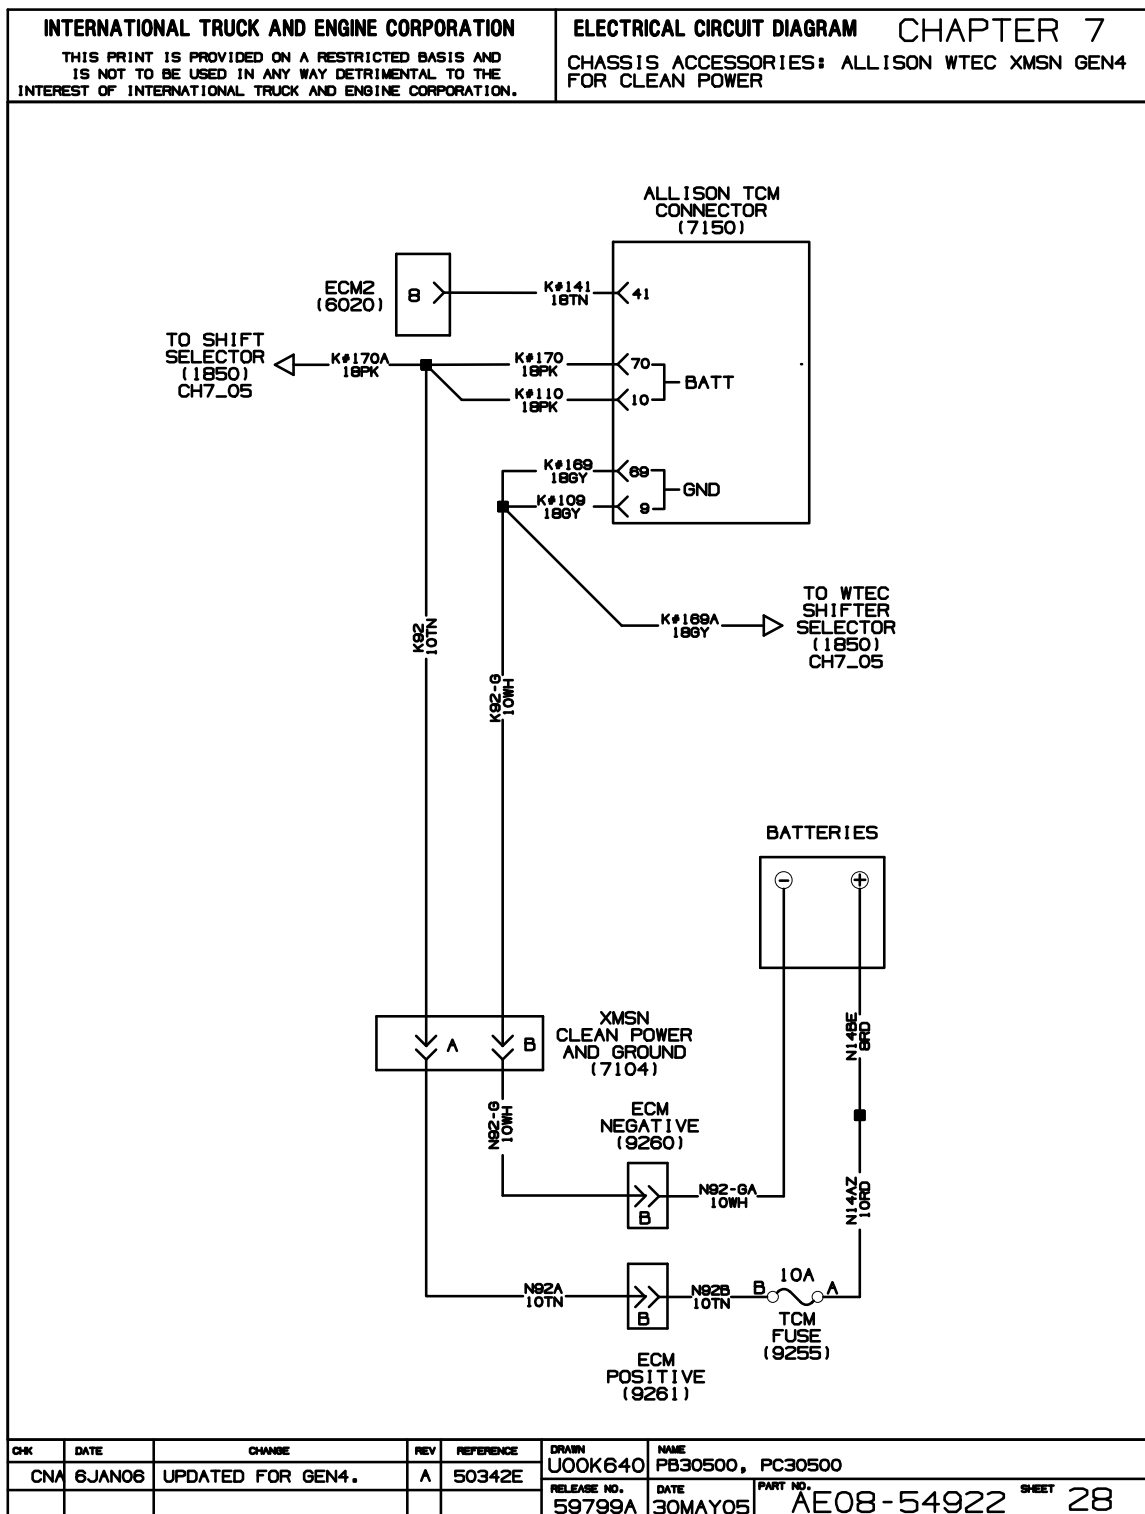 INTERNATIONAL TRUCK AND ENGINE CORPORATION
THIS PRINT IS PROVIDED ON A RESTRICTED BASIS AND
IS NOT TO BE USED IN ANY WAY DETRIMENTAL TO THE
INTEREST OF INTERNATIONAL TRUCK AND ENGINE CORPORATION.
ELECTRICAL CIRCUIT DIAGRAM CHAPTER 7
CHASSIS ACCESSORIES: ALLISON WTEC XMSN GEN4
FOR CLEAN POWER
ALLISON TCM
CONNECTOR
(7150)
ECM2
(6020)
8
K#141
18TN
41
TO SHIFT
SELECTOR
(1850)
CH7_05
K#170A
18PK
K#170
18PK
70
K#110
18PK
10
BATT
K#169
18GY
69
K#109
18GY
9
GND
K#169A
18GY
TO WTEC
SHIFTER
SELECTOR
(1850)
CH7_05
K92
10TN
K92-G
10WH
BATTERIES
-
+
N14BE
8RD
XMSN
CLEAN POWER
AND GROUND
(7104)
A
B
N92-G
10WH
ECM
NEGATIVE
(9260)
B
N92-GA
10WH
N14AZ
10RD
N92A
10TN
B
N92B
10TN
B
10A
A
TCM
FUSE
(9255)
ECM
POSITIVE
(9261)
CHK DATE CHANGE REV REFERENCE
CNA 6JAN06 UPDATED FOR GEN4. A 50342E
DRAWN
U00K640
NAME
PB30500, PC30500
RELEASE NO.
59799A
DATE
30MAY05
PART NO.
AE08-54922
SHEET 28